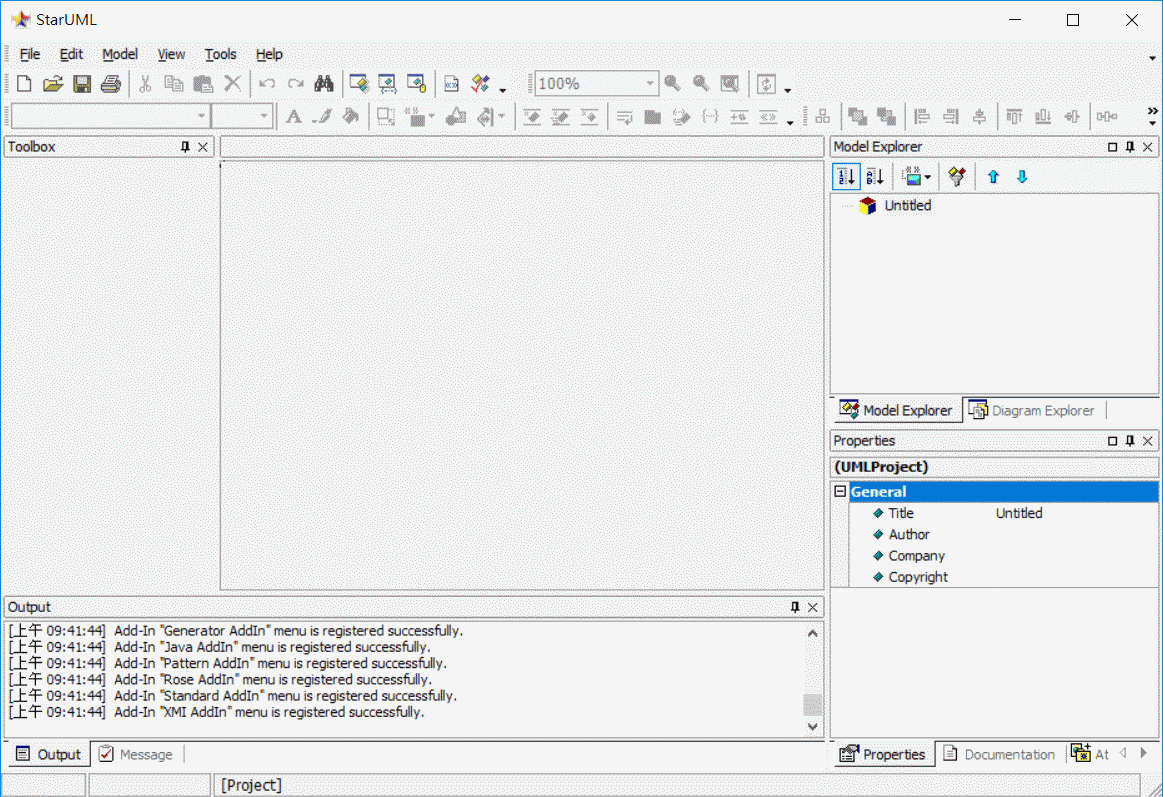 StarUML
File Edit Model View Tools Help
100%
Toolbox
Model Explorer
Untitled
Model Explorer
Diagram Explorer
Properties
(UMLProject)
General
Title Untitled
Author
Company
Copyright
Output
[上午 09:41:44] Add-In "Generator AddIn" menu is registered successfully.
[上午 09:41:44] Add-In "Java AddIn" menu is registered successfully.
[上午 09:41:44] Add-In "Pattern AddIn" menu is registered successfully.
[上午 09:41:44] Add-In "Rose AddIn" menu is registered successfully.
[上午 09:41:44] Add-In "Standard AddIn" menu is registered successfully.
[上午 09:41:44] Add-In "XMI AddIn" menu is registered successfully.
Output Message
Properties Documentation At
[Project]